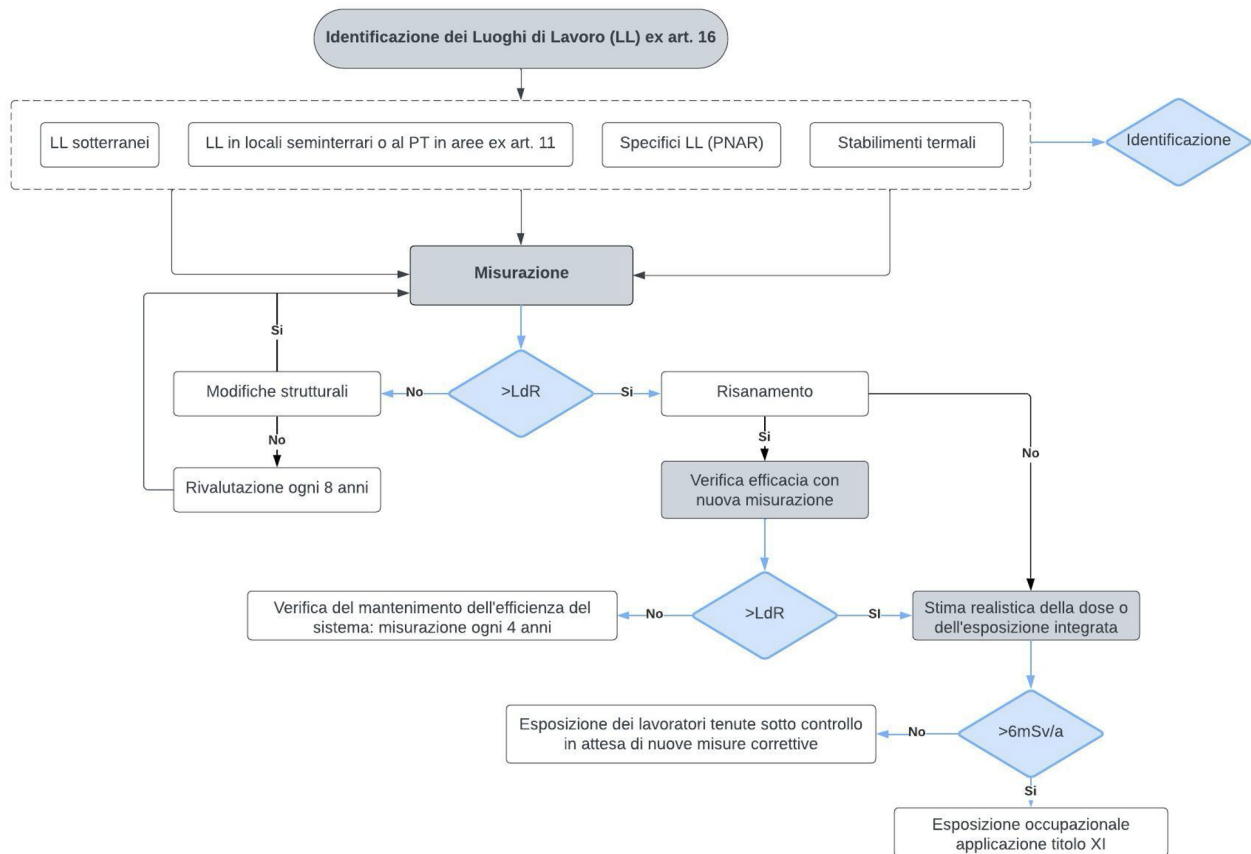 Identificazione dei Luoghi di Lavoro (LL) ex art. 16
LL sotterranei
LL in locali seminterrari o al PT in aree ex art. 11
Specifici LL (PNAR)
Stabilimenti termali
Identificazione
Misurazione
Si
Modifiche strutturali
No
>LdR
Si
Risanamento
No
Si
No
Rivalutazione ogni 8 anni
Verifica efficacia con
nuova misurazione
Verifica del mantenimento dell'efficienza del
sistema: misurazione ogni 4 anni
No
>LdR
SI
Stima realistica della dose o
dell'esposizione integrata
Esposizione dei lavoratori tenute sotto controllo
in attesa di nuove misure correttive
No
>6mSv/a
Si
Esposizione occupazionale
applicazione titolo XI